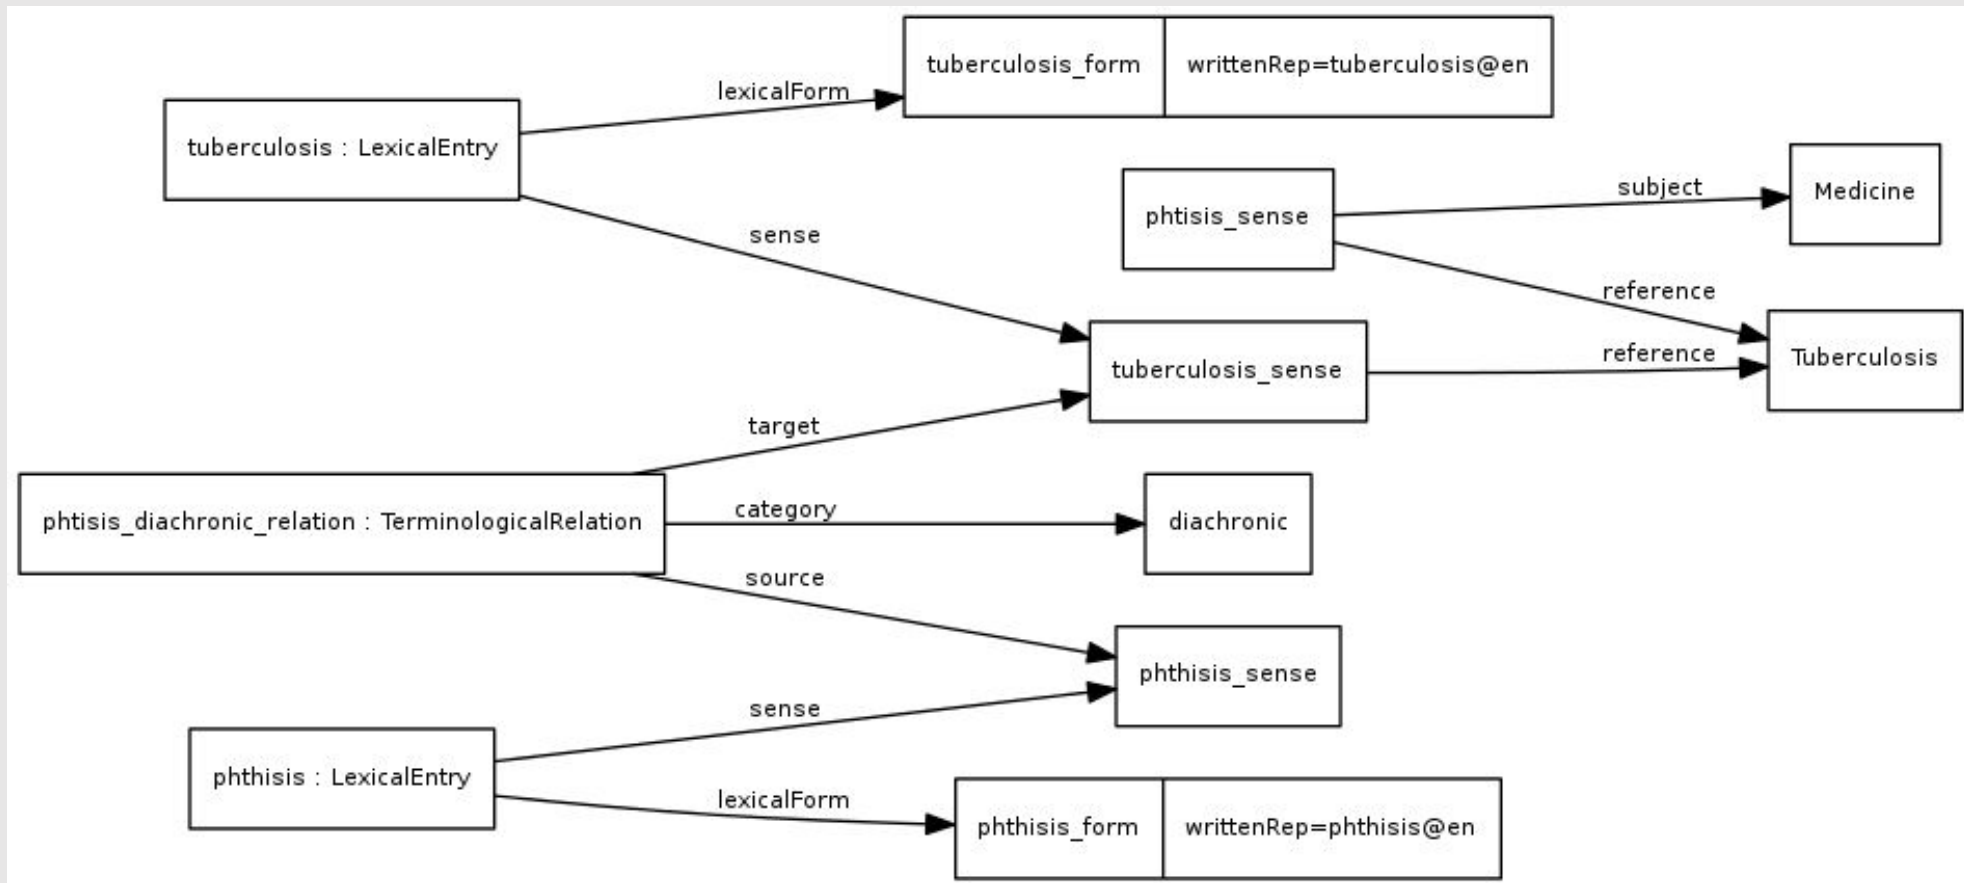 tuberculosis_form
writtenRep=tuberculosis@en
lexicalForm
tuberculosis : LexicalEntry
Medicine
subject
phtisis_sense
sense
reference
reference
Tuberculosis
tuberculosis_sense
target
phtisis_diachronic_relation : TerminologicalRelation
category
diachronic
source
phthisis_sense
sense
phthisis : LexicalEntry
lexicalForm
phthisis_form
writtenRep=phthisis@en